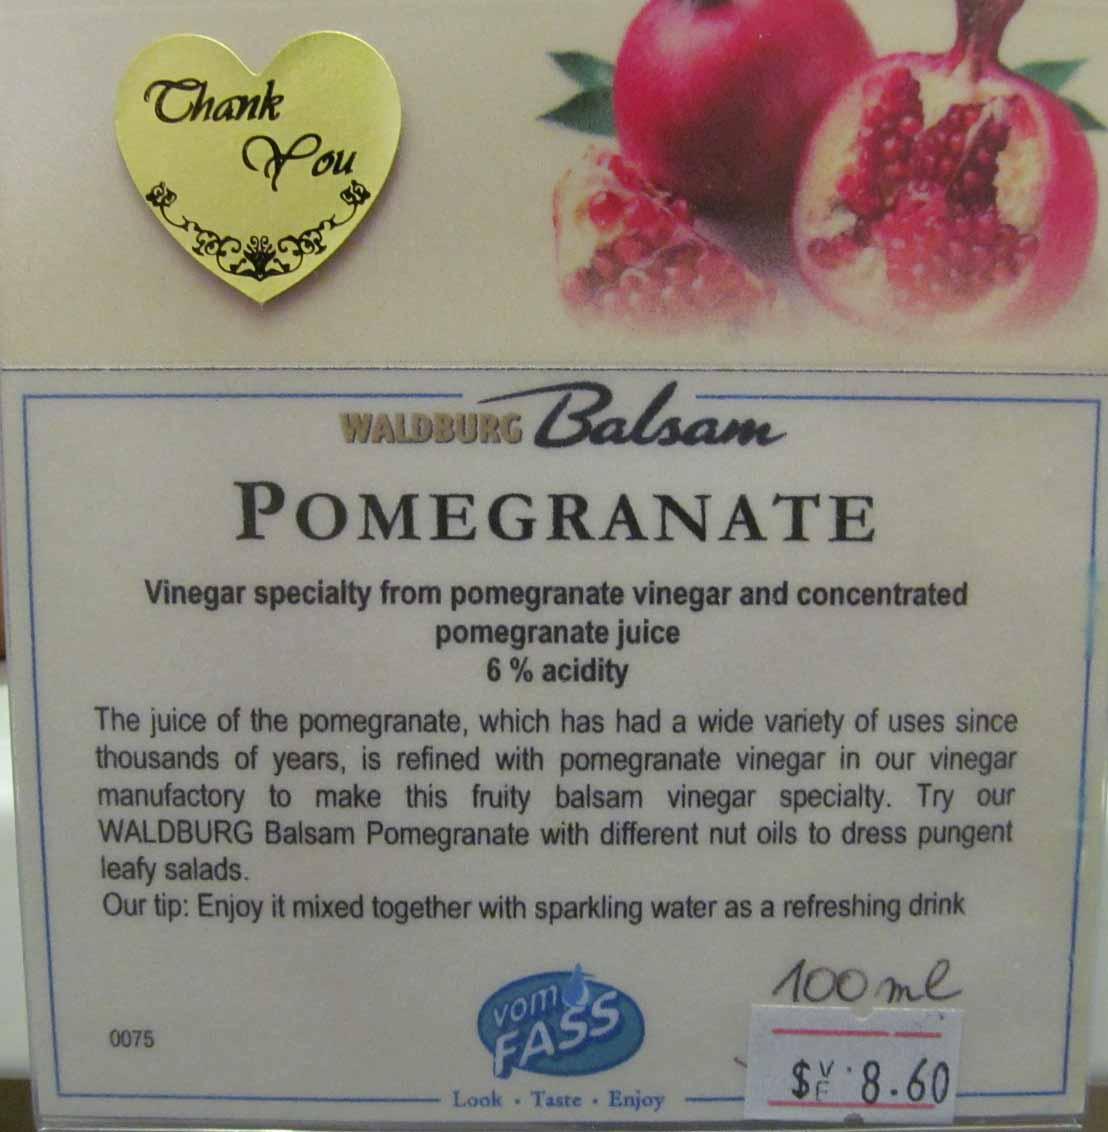 Thank
You
WALDBURG Balsam
POMEGRANATE
Vinegar specialty from pomegranate vinegar and concentrated
pomegranate juice
6 % acidity
The juice of the pomegranate, which has had a wide variety of uses since
thousands of years, is refined with pomegranate vinegar in our vinegar
manufactory to make this fruity balsam vinegar specialty. Try our
WALDBURG Balsam Pomegranate with different nut oils to dress pungent
leafy salads.
Our tip: Enjoy it mixed together with sparkling water as a refreshing drink
100 ml
vom
FASS
0075
$ VF 8.60
Look · Taste · Enjoy